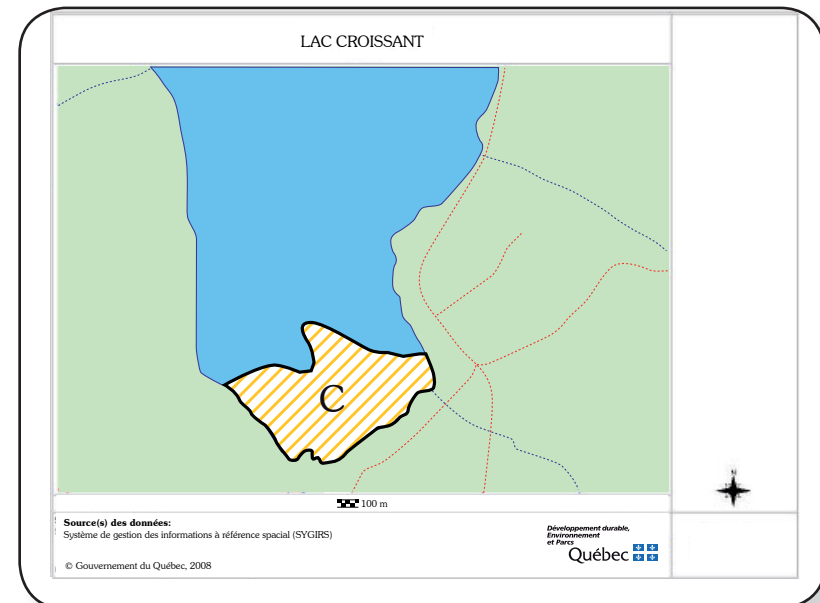 LAC CROISSANT
C
N
100 m
Source(s) des données:
Système de gestion des informations à référence spacial (SYGIRS)
© Gouvernement du Québec, 2008
Développement durable,
Environnement
et Parcs
Québec